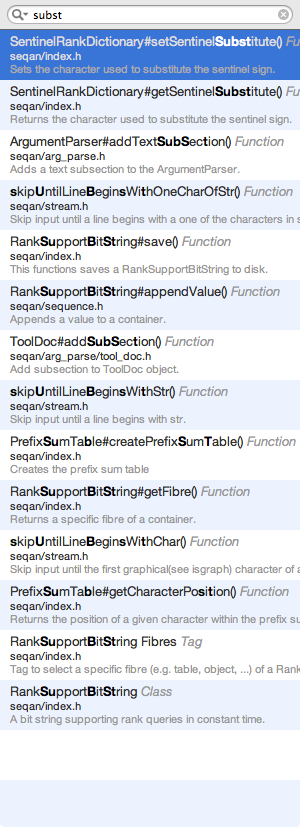 subst
SentinelRankDictionary#setSentinelSubstitute() Fu
seqan/index.h
Sets the character used to substitute the sentinel sign.
SentinelRankDictionary#getSentinelSubstitute() Fu
seqan/index.h
Returns the character used to substitute the sentinel sign.
ArgumentParser#addTextSubSection() Function
seqan/arg_parse.h
Adds a text subsection to the ArgumentParser.
skipUntilLineBeginsWithOneCharOfStr() Function
seqan/stream.h
Skip input until a line begins with a one of the characters in s
RankSupportBitString#save() Function
seqan/index.h
This functions saves a RankSupportBitString to disk.
RankSupportBitString#appendValue() Function
seqan/sequence.h
Appends a value to a container.
ToolDoc#addSubSection() Function
seqan/arg_parse/tool_doc.h
Add subsection to ToolDoc object.
skipUntilLineBeginsWithStr() Function
seqan/stream.h
Skip input until a line begins with str.
PrefixSumTable#createPrefixSumTable() Function
seqan/index.h
Creates the prefix sum table
RankSupportBitString#getFibre() Function
seqan/index.h
Returns a specific fibre of a container.
skipUntilLineBeginsWithChar() Function
seqan/stream.h
Skip input until the first graphical(see isgraph) character of a
PrefixSumTable#getCharacterPosition() Function
seqan/index.h
Returns the position of a given character within the prefix su
RankSupportBitString Fibres Tag
seqan/index.h
Tag to select a specific fibre (e.g. table, object, ...) of a Rank
RankSupportBitString Class
seqan/index.h
A bit string supporting rank queries in constant time.